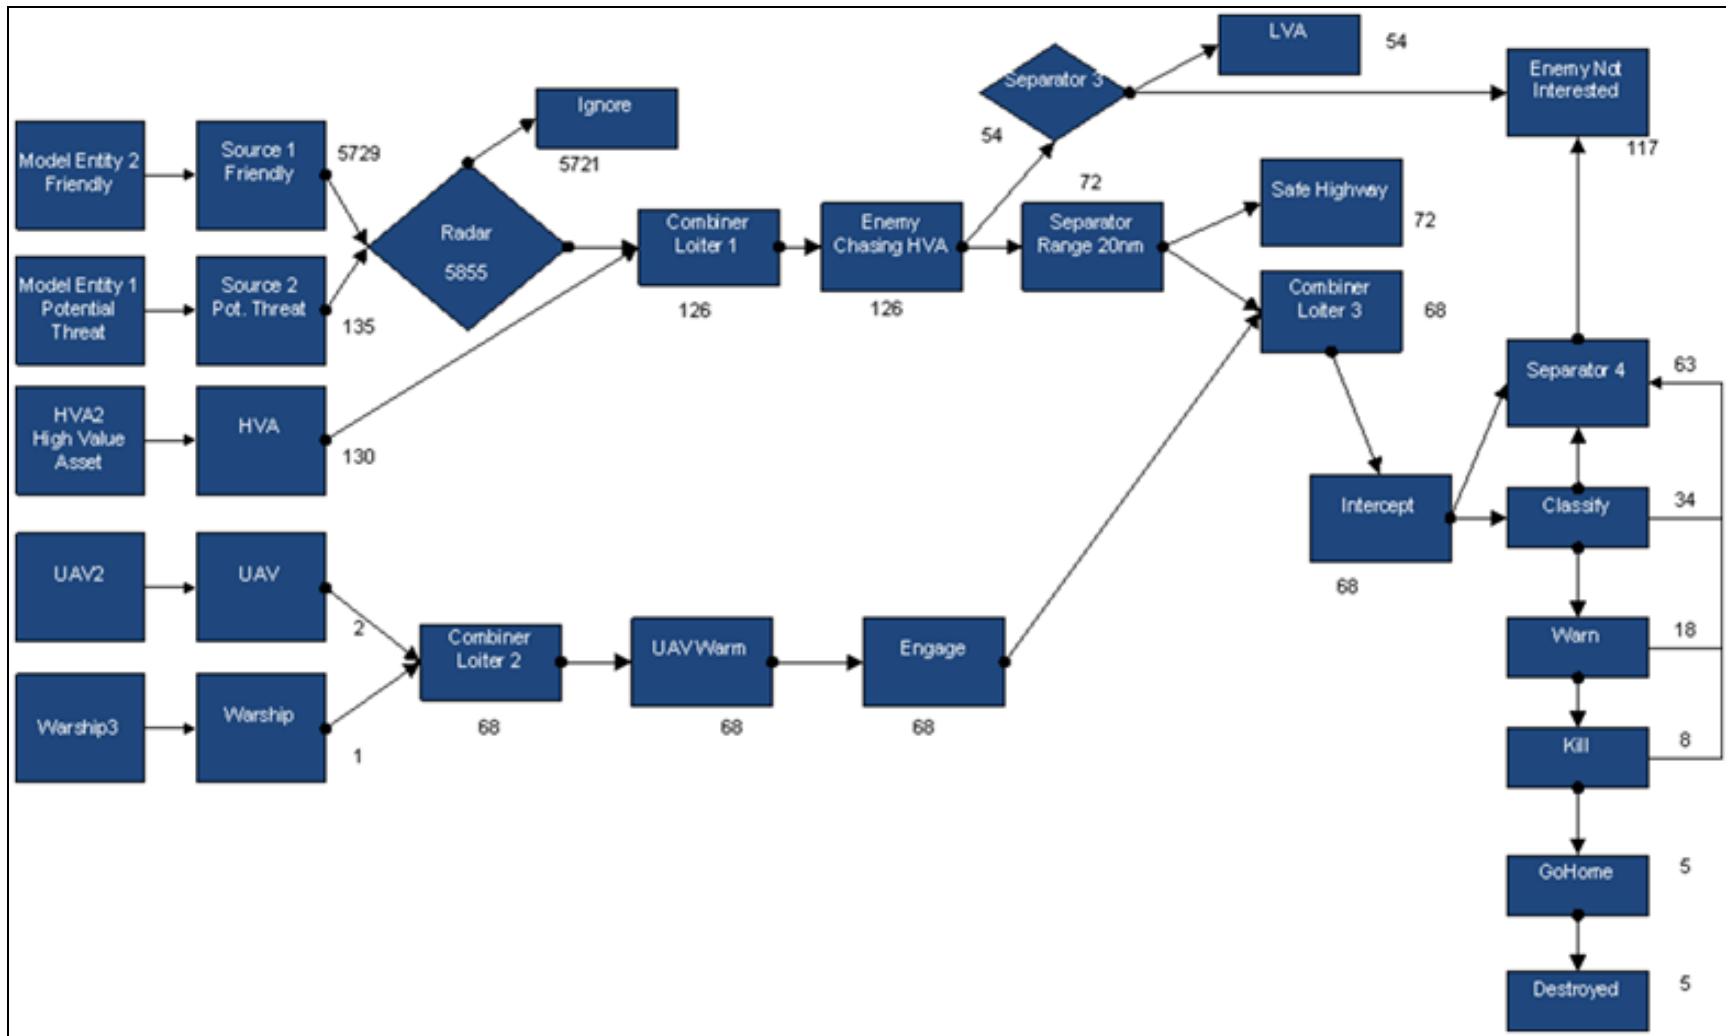 LVA
54
Separator 3
54
Enemy Not
Interested
117
Ignore
5721
Model Entity 2
Friendly
Source 1
Friendly
5729
Radar
5855
Combiner
Loiter 1
126
Enemy
Chasing HVA
126
72
Separator
Range 20nm
Safe Highway
72
Model Entity 1
Potential
Threat
Source 2
Pot. Threat
135
Combiner
Loiter 3
68
Separator 4
63
HVA2
High Value
Asset
HVA
130
Intercept
68
Classify
34
UAV2
UAV
2
Combiner
Loiter 2
68
UAV Warm
68
Engage
68
Warn
18
Warship3
Warship
1
Kill
8
GoHome
5
Destroyed
5